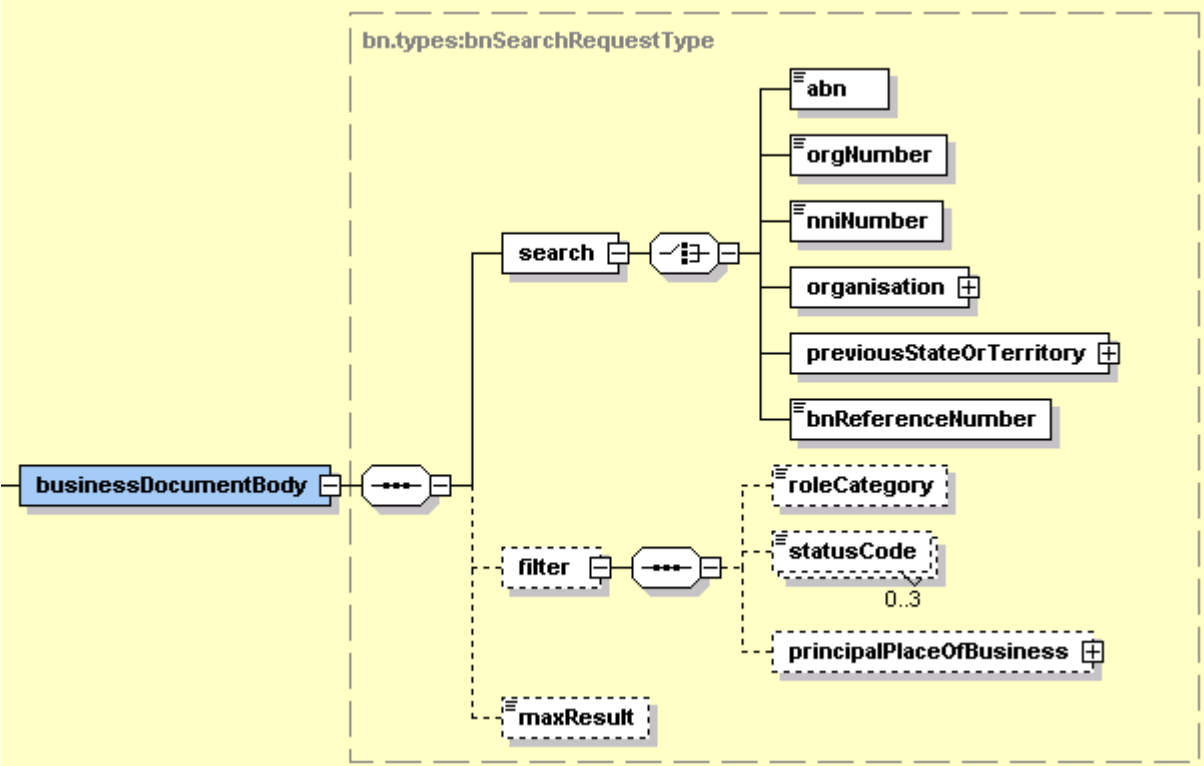 bn.types:bnSearchRequestType
abn
orgNumber
nniNumber
search
organisation
previousStateOrTerritory
bnReferenceNumber
businessDocumentBody
roleCategory
statusCode
filter
0..3
principalPlaceOfBusiness
maxResult